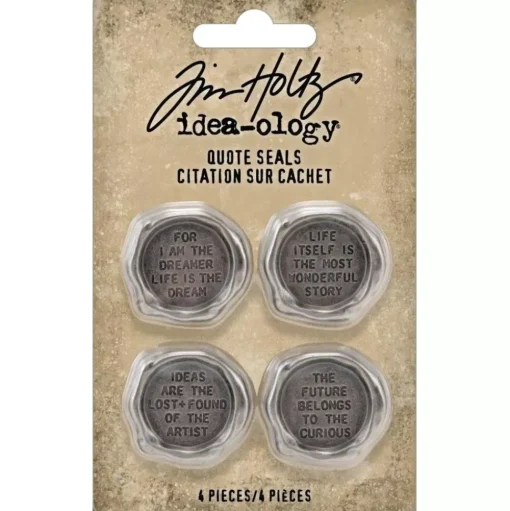 Tim Holtz
idea-ology®
QUOTE SEALS
CITATION SUR CACHET
FOR
I AM THE
DREAMER
LIFE IS THE
DREAM
LIFE
ITSELF IS
THE MOST
WONDERFUL
STORY
IDEAS
ARE THE
LOST+FOUND
OF THE
ARTIST
THE
FUTURE
BELONGS
TO THE
CURIOUS
4 PIECES/4 PIÈCES